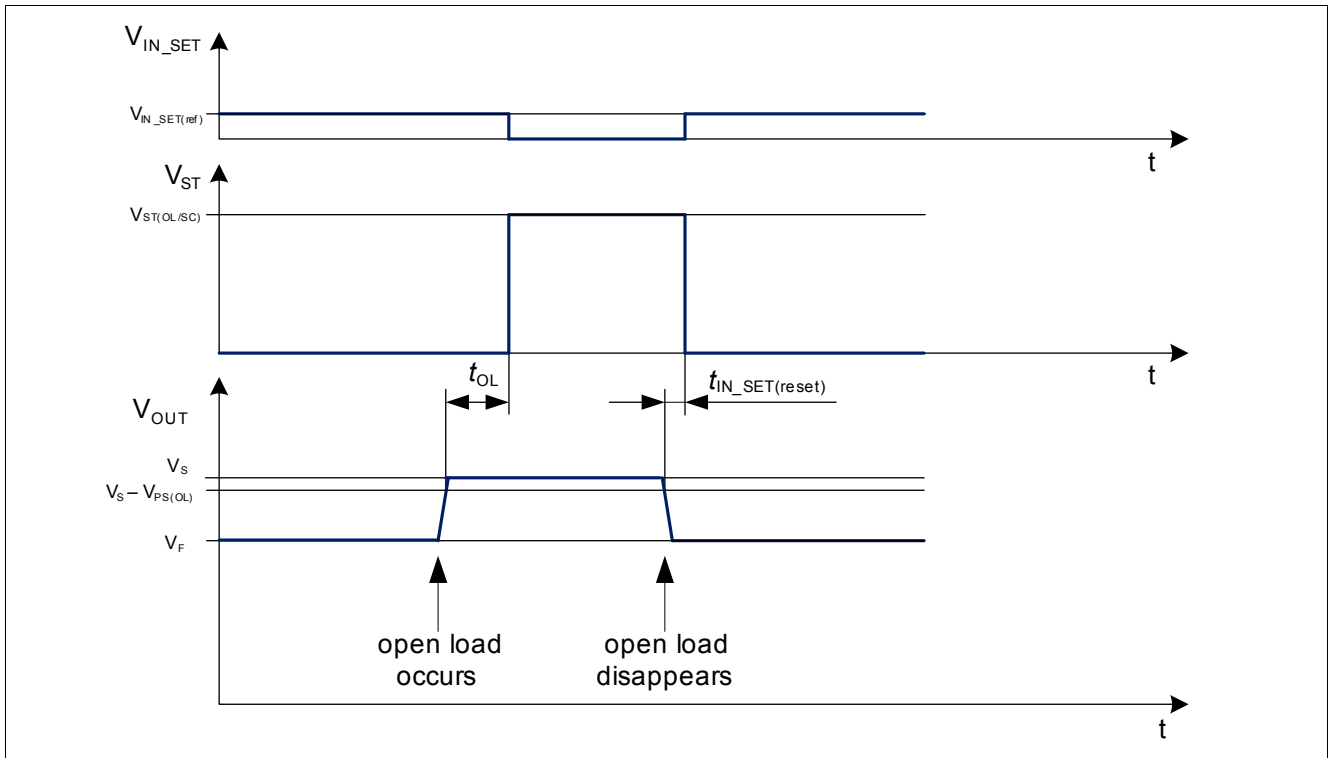 V_IN_SET
V_IN_SET(ref)
t
V_ST
V_ST(OL/SC)
t
t_OL
t_IN_SET(reset)
V_OUT
V_S
V_S – V_PS(OL)
V_F
open load
occurs
open load
disappears
t